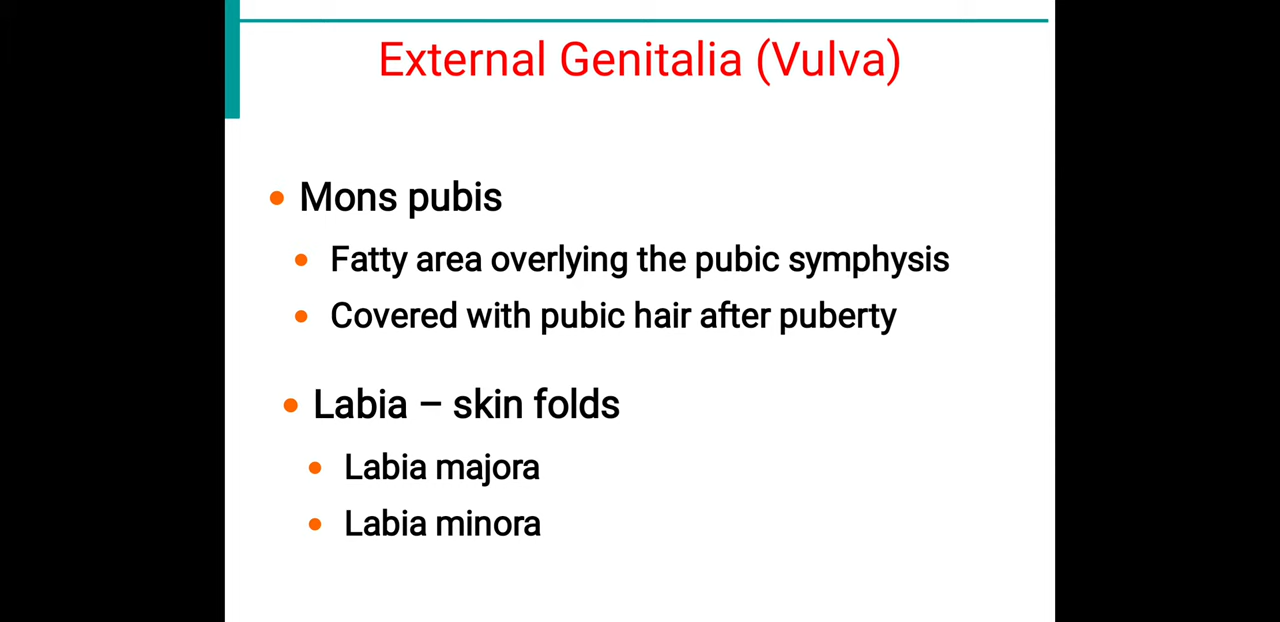 External Genitalia (Vulva)
• Mons pubis
• Fatty area overlying the pubic symphysis
• Covered with pubic hair after puberty
• Labia – skin folds
• Labia majora
• Labia minora